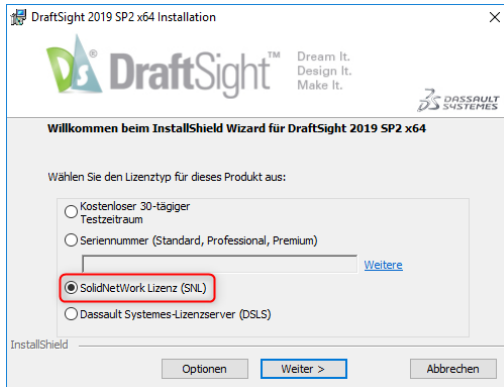 DraftSight 2019 SP2 x64 Installation
DraftSight™
Dream It.
Design It.
Make It.
DASSAULT
SYSTEMES
Willkommen beim InstallShield Wizard für DraftSight 2019 SP2 x64
Wählen Sie den Lizenztyp für dieses Produkt aus:
Kostenloser 30-tägiger
Testzeitraum
Seriennummer (Standard, Professional, Premium)
Weitere
SolidNetWork Lizenz (SNL)
Dassault Systemes-Lizenzserver (DSLS)
InstallShield
Optionen
Weiter >
Abbrechen